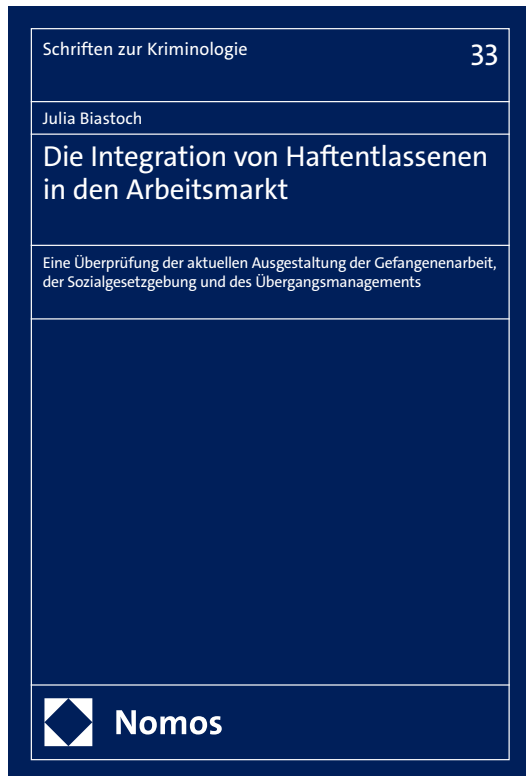 Schriften zur Kriminologie
33
Julia Biastoch
Die Integration von Haftentlassenen
in den Arbeitsmarkt
Eine Überprüfung der aktuellen Ausgestaltung der Gefangenenarbeit,
der Sozialgesetzgebung und des Übergangsmanagements
Nomos